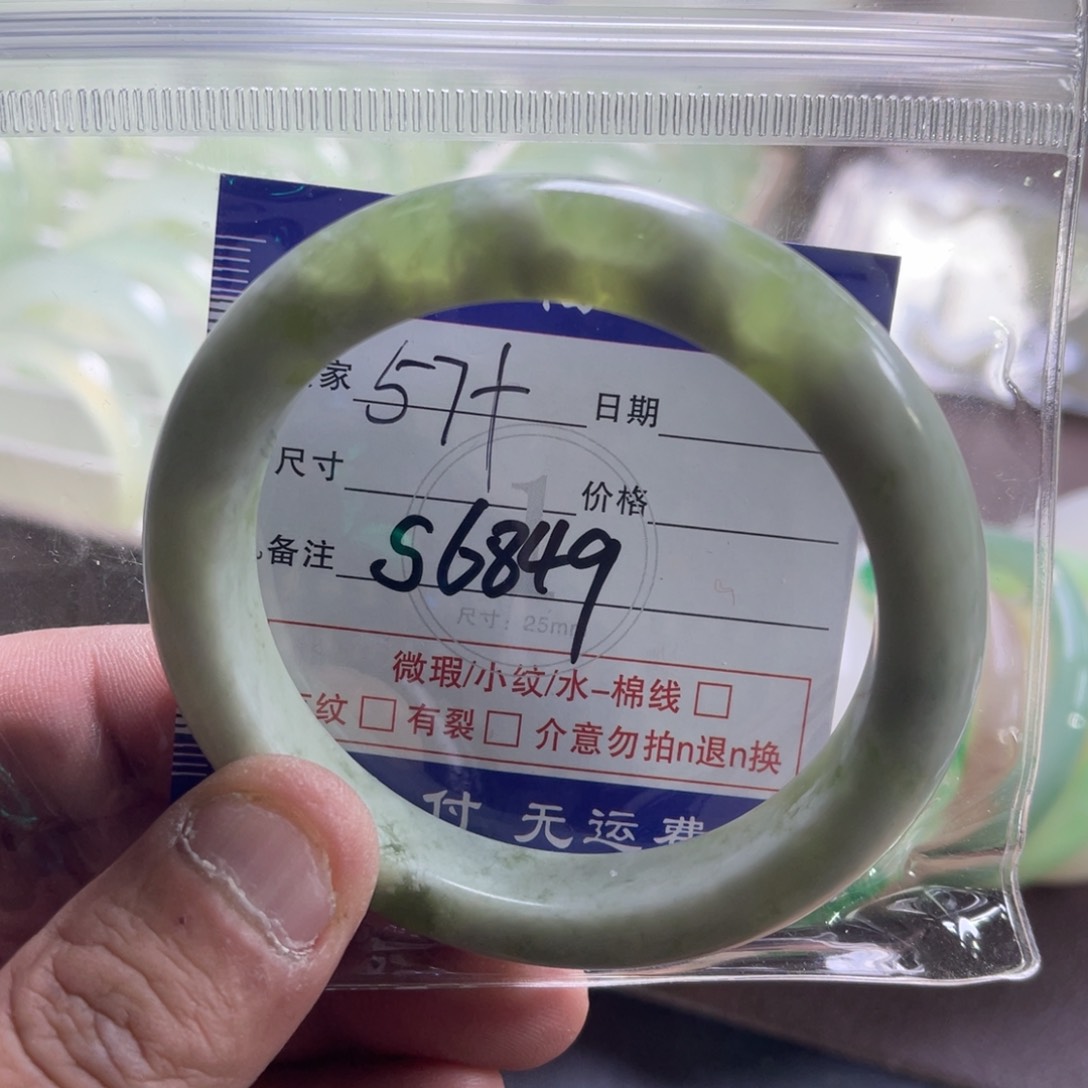 家 57+ 日期
尺寸 价格
备注 S6849
尺寸：25mm
微瑕/小纹/水-棉线 □
纹 □ 有裂 □ 介意勿拍n退n换
付 无运费